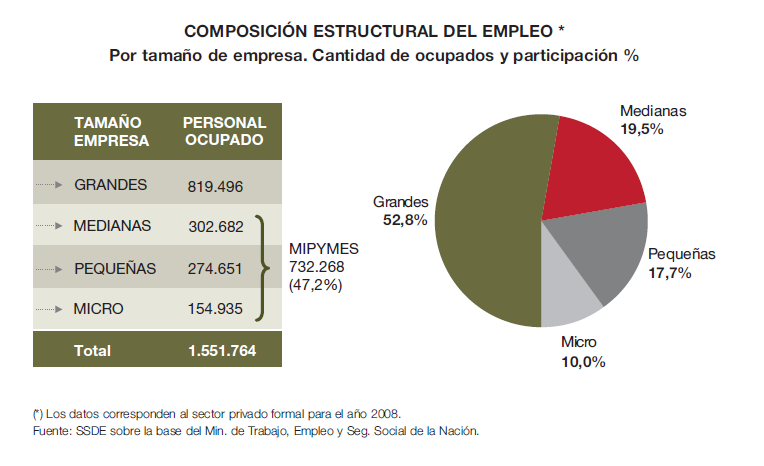 COMPOSICIÓN ESTRUCTURAL DEL EMPLEO *
Por tamaño de empresa. Cantidad de ocupados y participación %
TAMAÑO EMPRESA PERSONAL OCUPADO
GRANDES 819.496
MEDIANAS 302.682
PEQUEÑAS 274.651
MICRO 154.935
Total 1.551.764
MIPYMES
732.268
(47,2%)
Medianas
19,5%
Grandes
52,8%
Pequeñas
17,7%
Micro
10,0%
(*) Los datos corresponden al sector privado formal para el año 2008.
Fuente: SSDE sobre la base del Min. de Trabajo, Empleo y Seg. Social de la Nación.